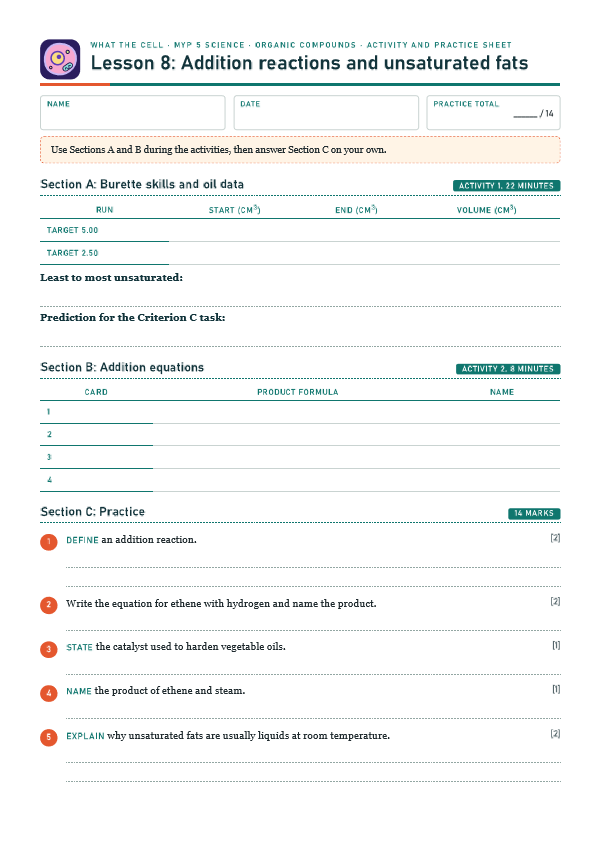 WHAT THE CELL · MYP 5 SCIENCE · ORGANIC COMPOUNDS · ACTIVITY AND PRACTICE SHEET
Lesson 8: Addition reactions and unsaturated fats
NAME
DATE
PRACTICE TOTAL
_____ / 14
Use Sections A and B during the activities, then answer Section C on your own.
Section A: Burette skills and oil data
ACTIVITY 1, 22 MINUTES
RUN START (CM³) END (CM³) VOLUME (CM³)
TARGET 5.00
TARGET 2.50
Least to most unsaturated:
Prediction for the Criterion C task:
Section B: Addition equations
ACTIVITY 2, 8 MINUTES
CARD PRODUCT FORMULA NAME
1
2
3
4
Section C: Practice
14 MARKS
1 DEFINE an addition reaction. [2]
2 Write the equation for ethene with hydrogen and name the product. [2]
3 STATE the catalyst used to harden vegetable oils. [1]
4 NAME the product of ethene and steam. [1]
5 EXPLAIN why unsaturated fats are usually liquids at room temperature. [2]